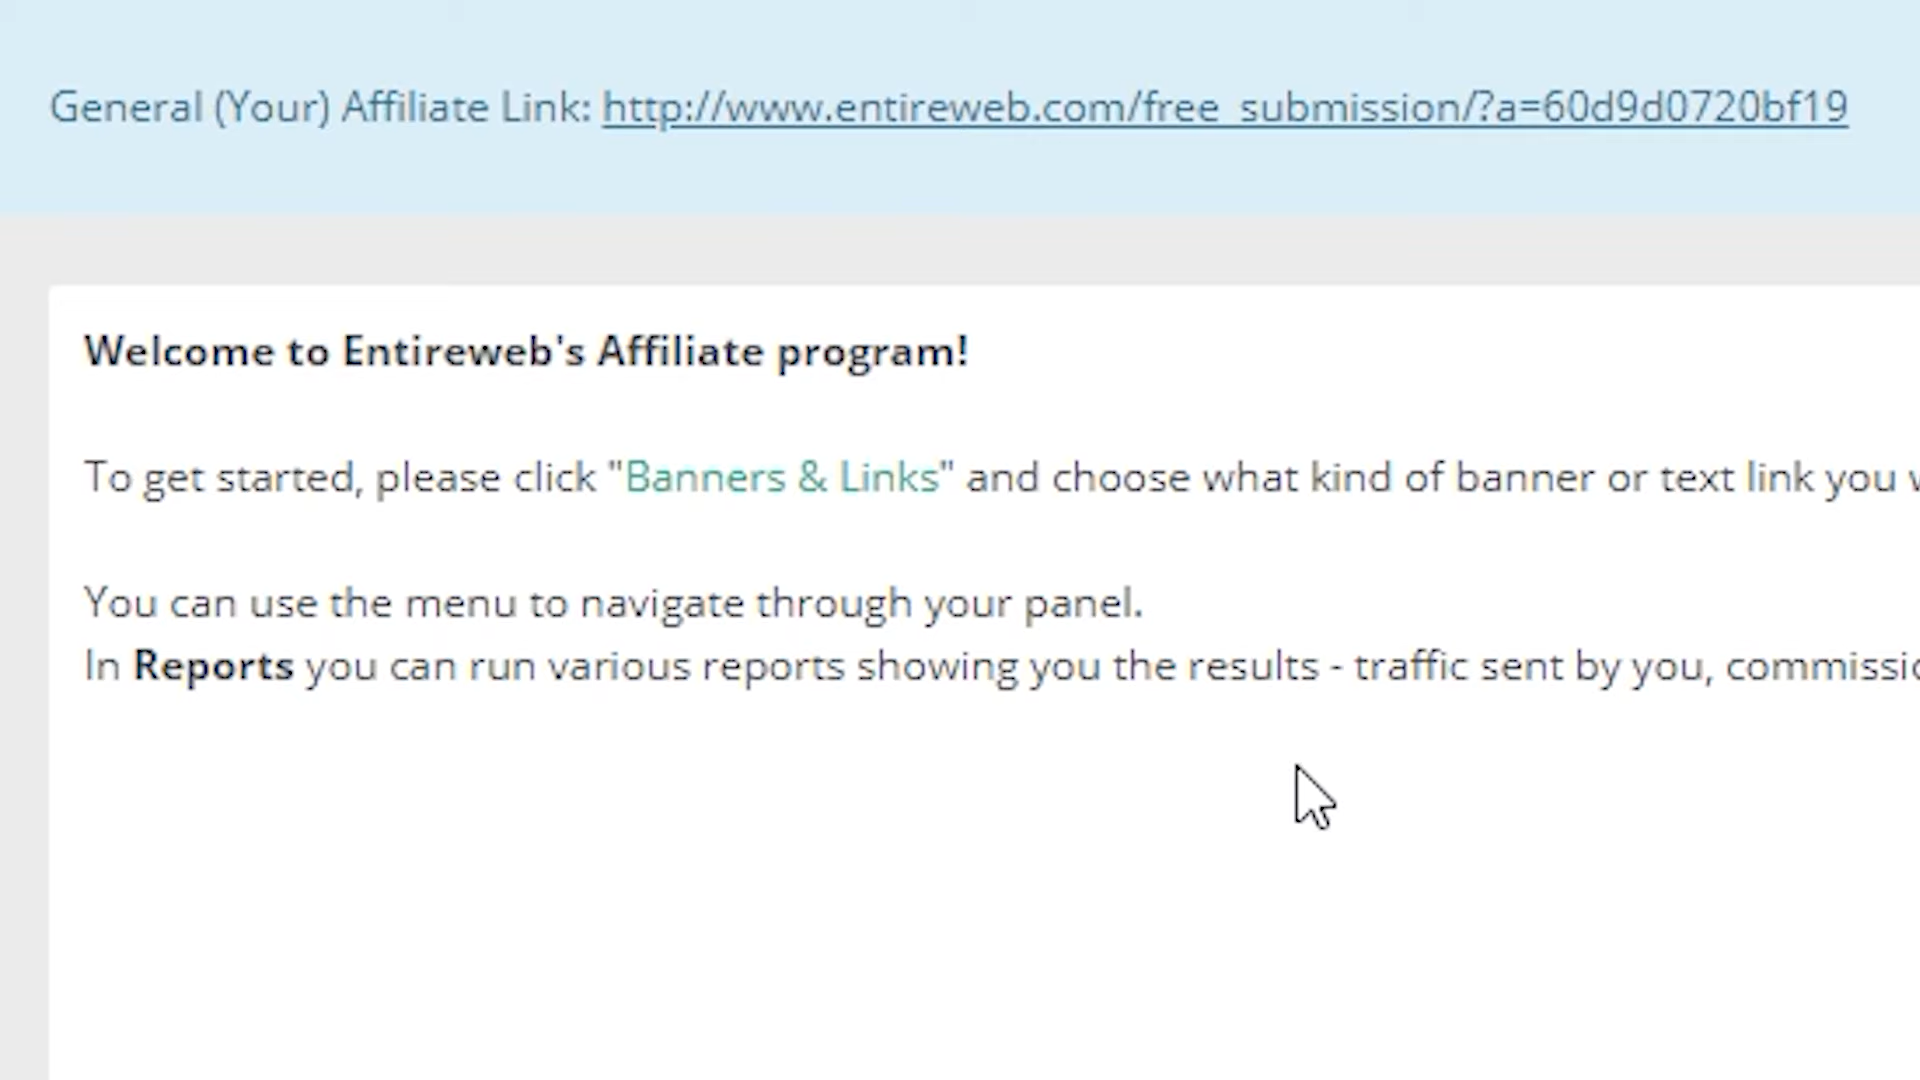 General (Your) Affiliate Link: http://www.entireweb.com/free_submission/?a=60d9d0720bf19
Welcome to Entireweb's Affiliate program!
To get started, please click "Banners & Links" and choose what kind of banner or text link you
You can use the menu to navigate through your panel.
In Reports you can run various reports showing you the results - traffic sent by you,